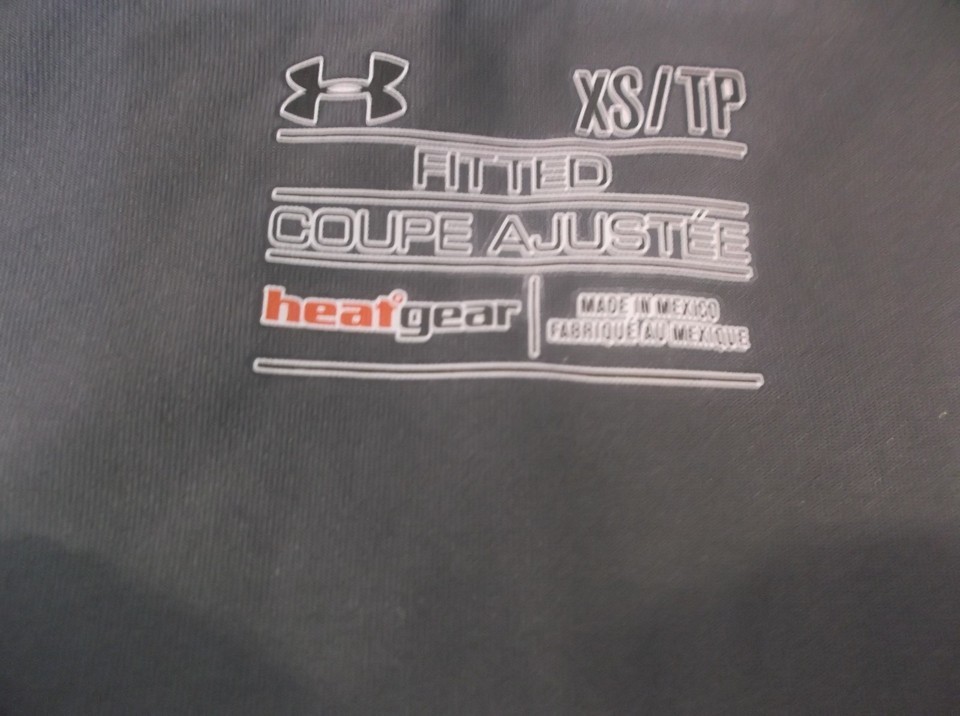 XS/TP
FITTED
COUPE AJUSTÉE
heatgear
MADE IN MEXICO
FABRIQUÉ AU MEXIQUE